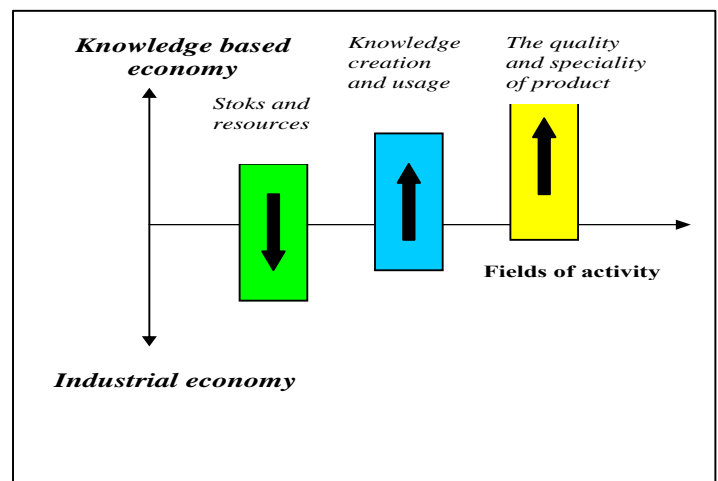 Knowledge based
economy
Knowledge
creation
and usage
The quality
and speciality
of product
Stoks and
resources
Fields of activity
Industrial economy